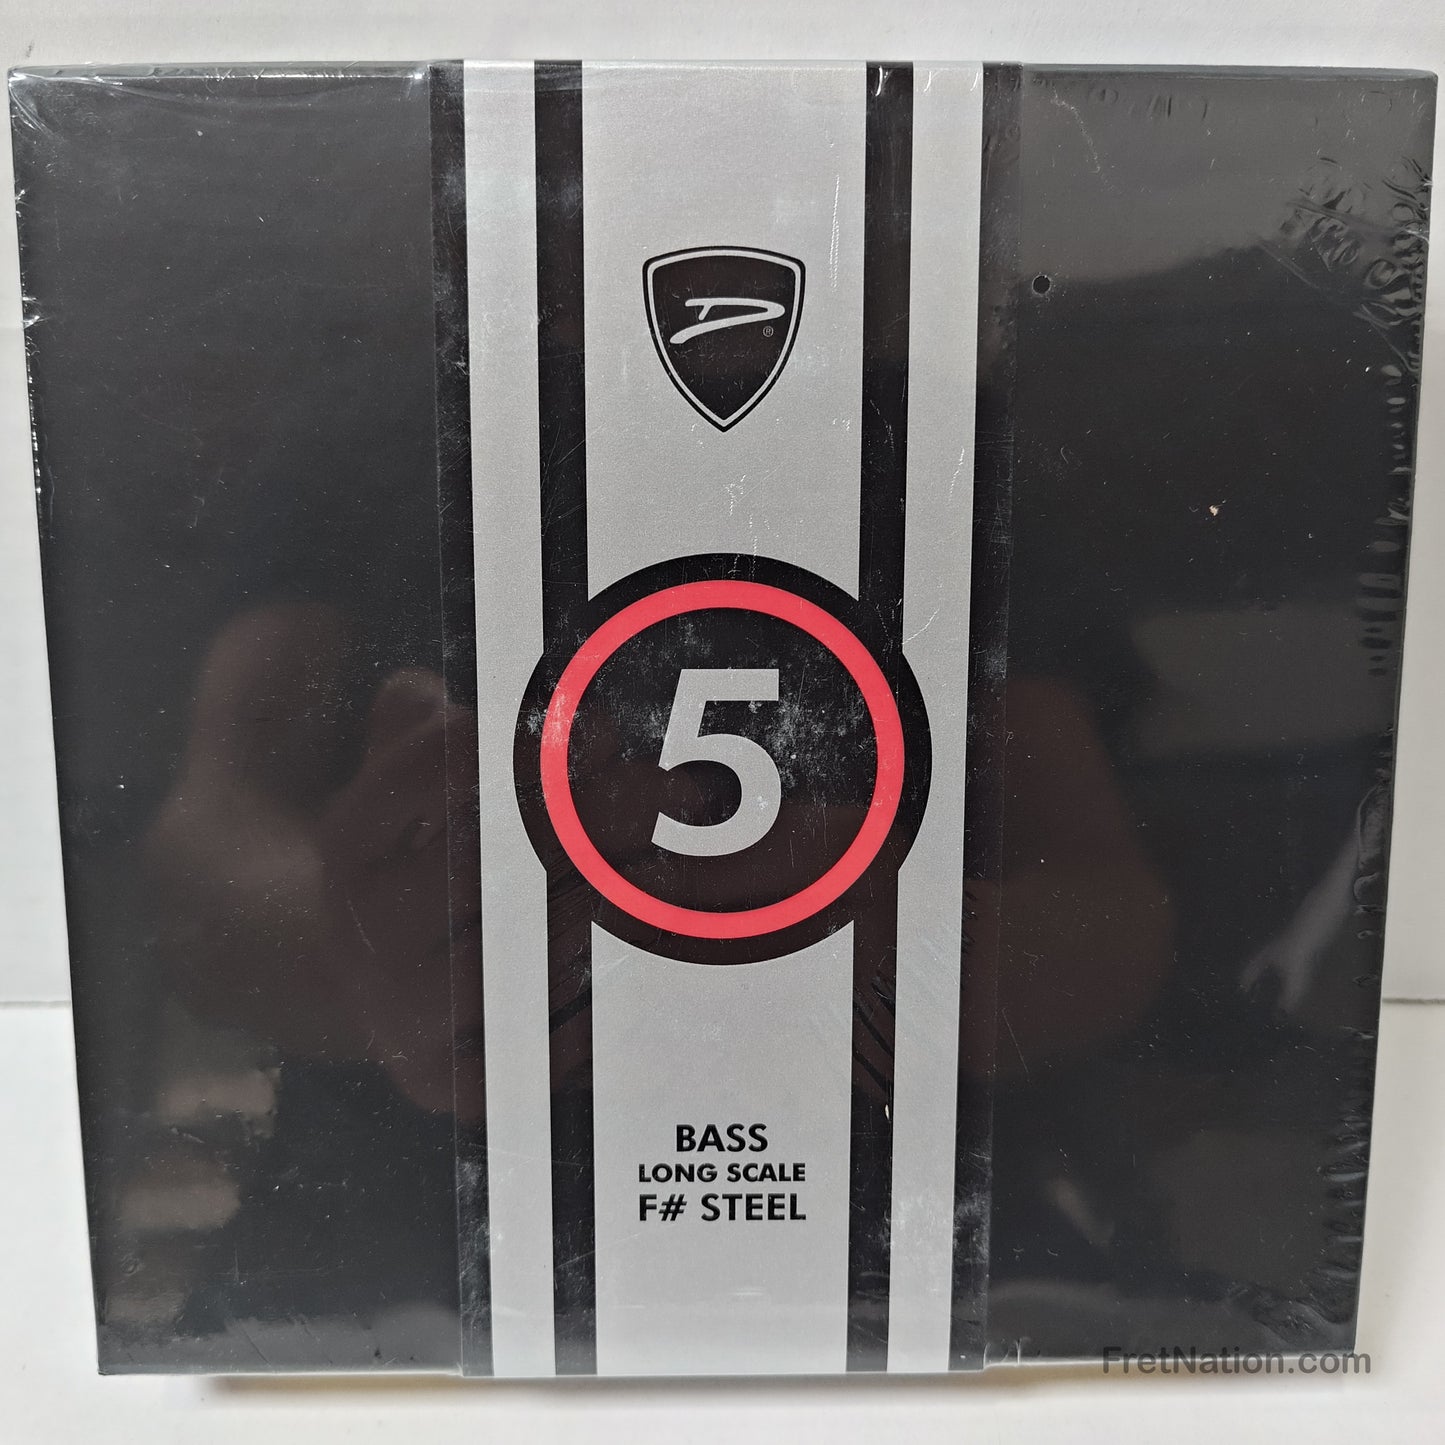 ®
5
BASS
LONG SCALE
F# STEEL
FretNation.com